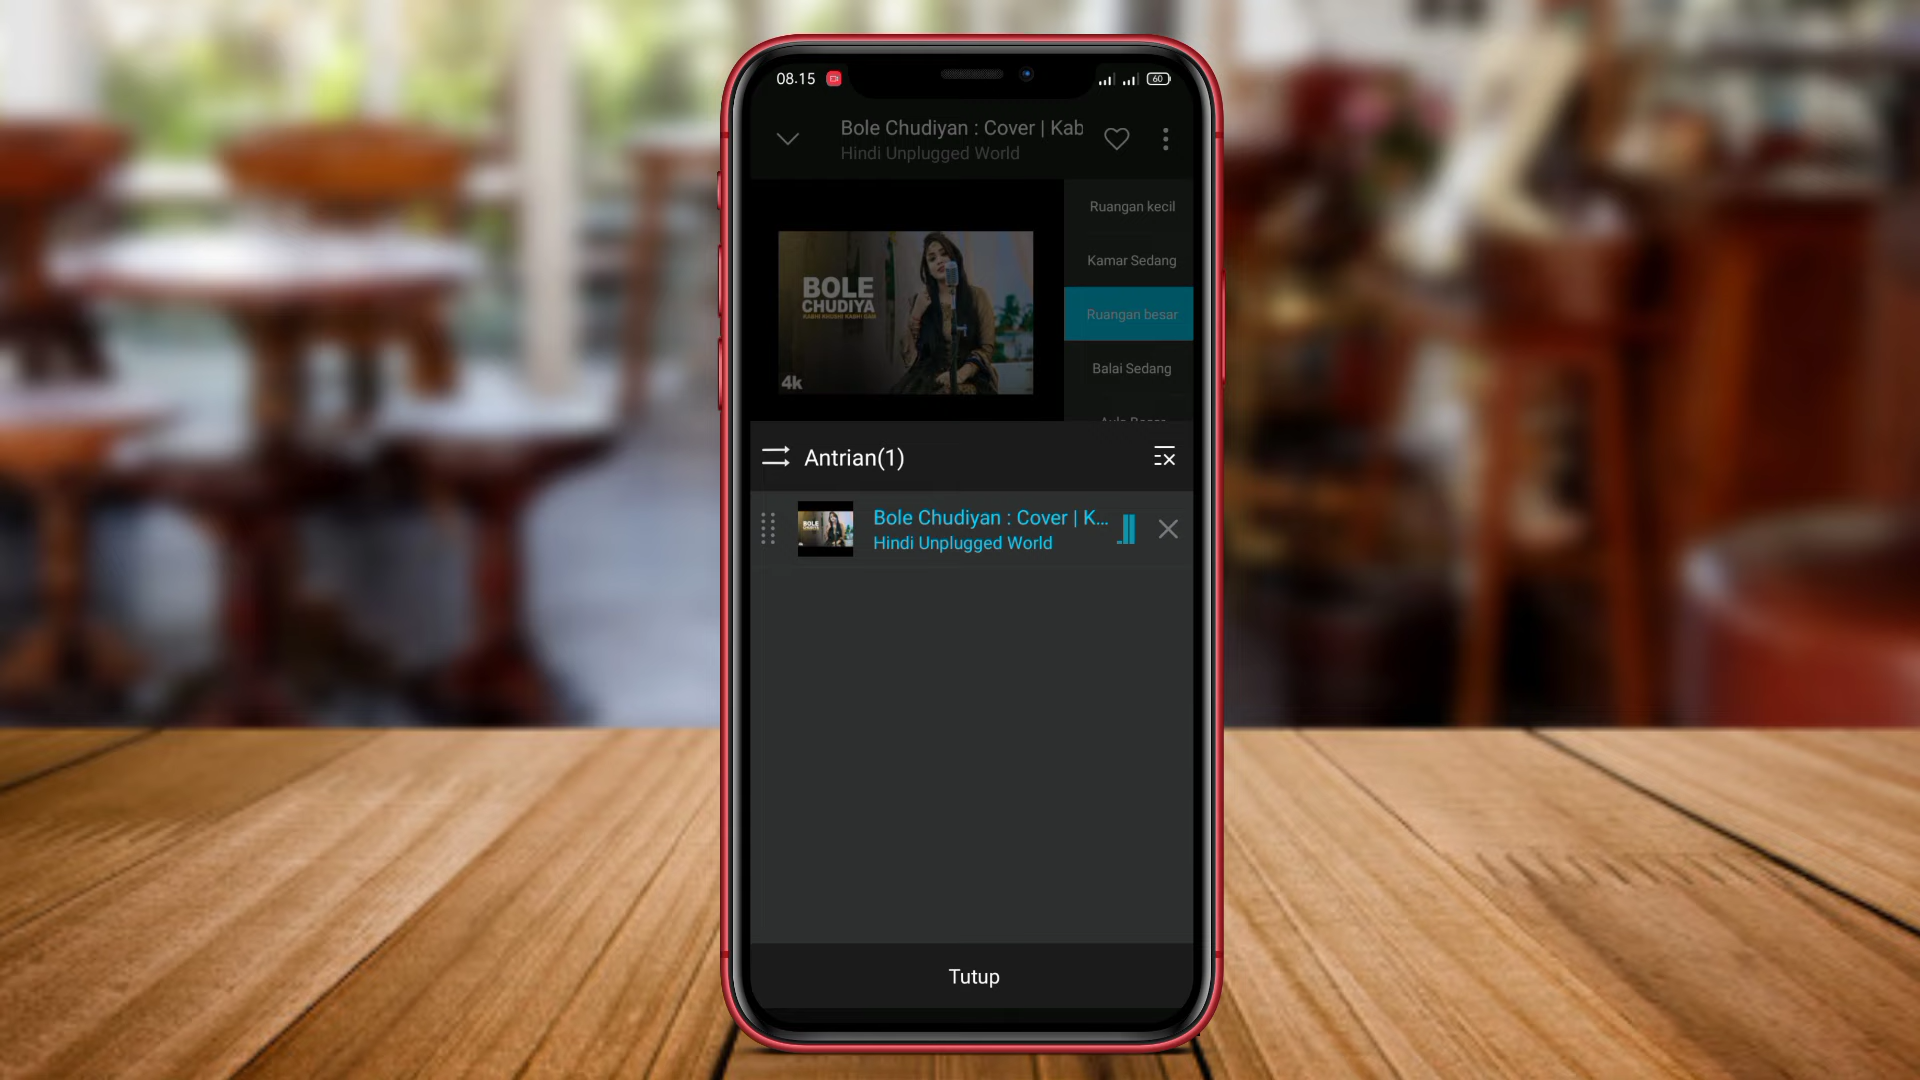 08.15
60
Bole Chudiyan : Cover | Kab
Hindi Unplugged World
Ruangan kecil
Kamar Sedang
Ruangan besar
Balai Sedang
BOLE
CHUDIYA
4k
Antrian(1)
Bole Chudiyan : Cover | K...
Hindi Unplugged World
Tutup